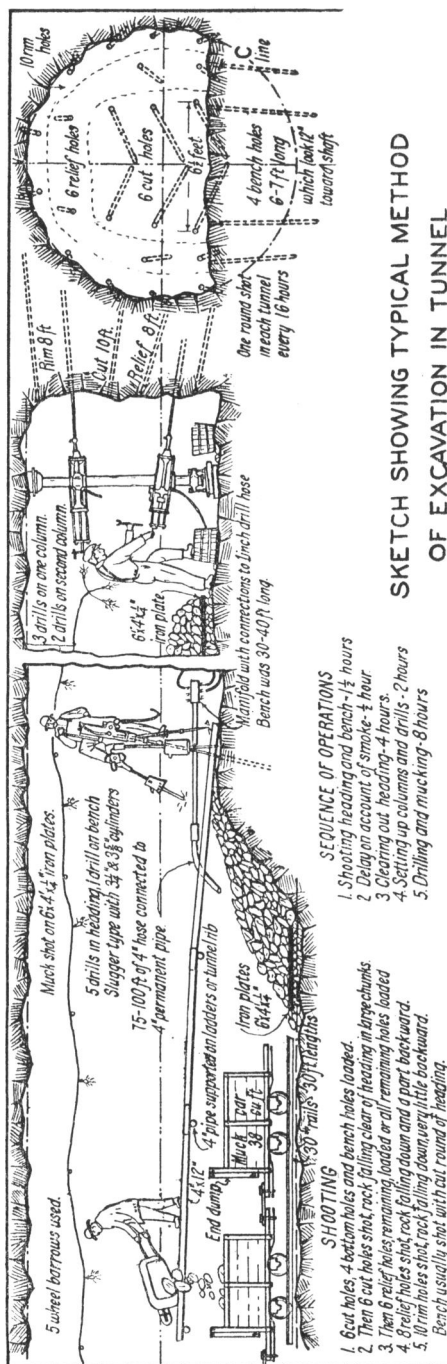 5 wheel barrows used.
Muck shot on 6'x4'x¼" iron plates.
5 drills in heading, 1 drill on bench
Slugger type with 3¼" & 3⅝" cylinders
75-100 ft of 4" hose connected to
4" permanent pipe
4" pipe supported on ladders or tunnel rib
4"x12"
End dump
Muck car
38 cu ft
Iron plates
6'x4'x¼"
30# rails 30 ft lengths
3 drills on one column.
2 drills on second column.
6'x4'x¼"
iron plate
Manifold with connections to 1 inch drill hose
Bench was 30-40 ft long.
Rim 8 ft
Cut 10 ft.
Relief 8 ft.
10 rim
holes
6 relief holes
6 cut holes
6½ feet
C
line
4 bench holes
6-7 ft long
which look 12"
toward shaft
One round shot
in each tunnel
every 16 hours
SHOOTING
1. 6 cut holes, 4 bottom holes and bench holes loaded.
2. Then 6 cut holes shot, rock falling clear of heading in large chunks.
3. Then 6 relief holes remaining, loaded or all remaining holes loaded
4. 8 relief holes shot, rock falling down and a part backward.
5. 10 rim holes shot, rock falling down, very little backward.
Bench usually shot with cut round of heading.
SEQUENCE OF OPERATIONS
1. Shooting heading and bench-1½ hours
2 Delay on account of smoke-½ hour
3 Clearing out heading-4 hours.
4. Setting up columns and drills-2 hours
5. Drilling and mucking-8 hours
SKETCH SHOWING TYPICAL METHOD
OF EXCAVATION IN TUNNEL